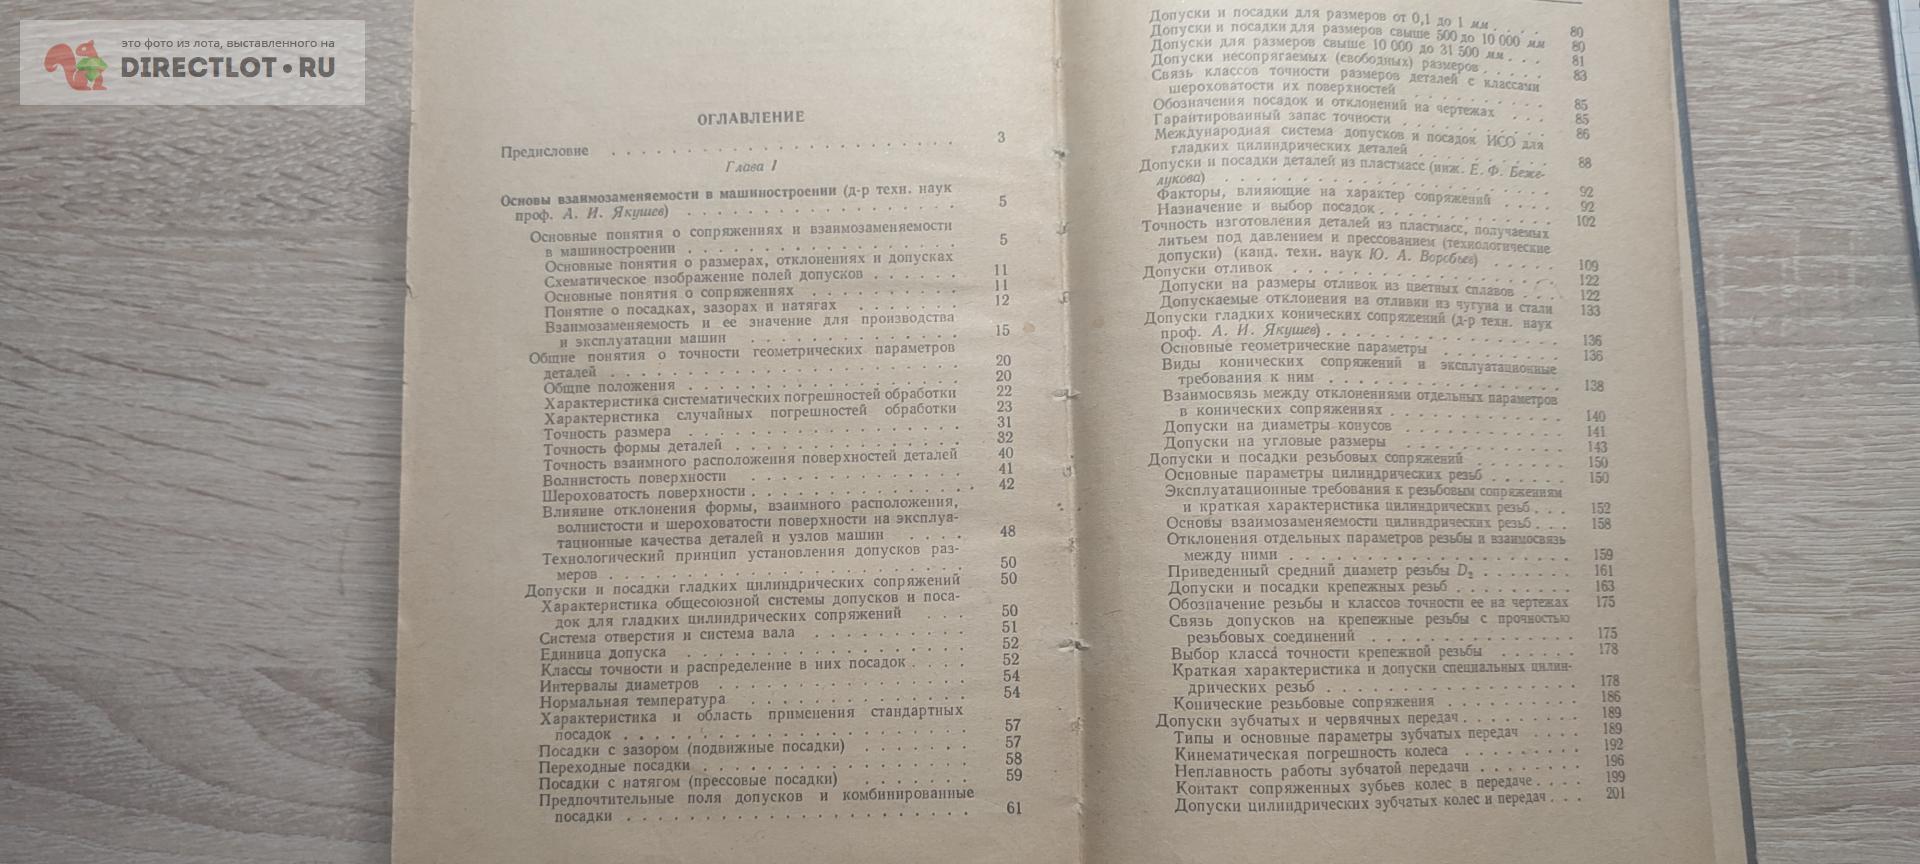 это фото из лота, выставленного на
DIRECTLOT•RU
ОГЛАВЛЕНИЕ
Предисловие . . . 3
Глава I
Основы взаимозаменяемости в машиностроении (д-р техн. наук
проф. А. И. Якушев) . . . 5
Основные понятия о сопряжениях и взаимозаменяемости
в машиностроении . . . 5
Основные понятия о размерах, отклонениях и допусках
Схематическое изображение полей допусков . . . 11
Основные понятия о сопряжениях . . . 11
Понятие о посадках, зазорах и натягах . . . 12
Взаимозаменяемость и ее значение для производства
и эксплуатации машин . . . 15
Общие понятия о точности геометрических параметров
деталей . . . 20
Общие положения . . . 20
Характеристика систематических погрешностей обработки 22
Характеристика случайных погрешностей обработки 23
Точность размера . . . 31
Точность формы деталей . . . 32
Точность взаимного расположения поверхностей деталей 40
Волнистость поверхности . . . 41
Шероховатость поверхности . . . 42
Влияние отклонения формы, взаимного расположения,
волнистости и шероховатости поверхности на эксплуа-
тационные качества деталей и узлов машин . . . 48
Технологический принцип установления допусков раз-
меров . . . 50
Допуски и посадки гладких цилиндрических сопряжений 50
Характеристика общесоюзной системы допусков и поса-
док для гладких цилиндрических сопряжений . . . 50
Система отверстия и система вала . . . 51
Единица допуска . . . 52
Классы точности и распределение в них посадок . . . 52
Интервалы диаметров . . . 54
Нормальная температура . . . 54
Характеристика и область применения стандартных
посадок . . . 57
Посадки с зазором (подвижные посадки) . . . 57
Переходные посадки . . . 58
Посадки с натягом (прессовые посадки) . . . 59
Предпочтительные поля допусков и комбинированные
посадки . . . 61
Допуски и посадки для размеров от 0,1 до 1 мм . . . 80
Допуски и посадки для размеров свыше 500 до 10 000 мм 80
Допуски для размеров свыше 10 000 до 31 500 мм . . . 81
Допуски несопрягаемых (свободных) размеров . . . 83
Связь классов точности размеров деталей с классами
шероховатости их поверхностей . . . 85
Обозначения посадок и отклонений на чертежах . . . 85
Гарантированный запас точности . . . 86
Международная система допусков и посадок ИСО для
гладких цилиндрических деталей . . . 88
Допуски и посадки деталей из пластмасс (инж. Е. Ф. Беже-
лукова) . . . 92
Факторы, влияющие на характер сопряжений . . . 92
Назначение и выбор посадок . . . 102
Точность изготовления деталей из пластмасс, получаемых
литьем под давлением и прессованием (технологические
допуски) (канд. техн. наук Ю. А. Воробьев) . . . 109
Допуски отливок . . . 122
Допуски на размеры отливок из цветных сплавов . . . 122
Допускаемые отклонения на отливки из чугуна и стали 133
Допуски гладких конических сопряжений (д-р техн. наук
проф. А. И. Якушев) . . . 136
Основные геометрические параметры . . . 136
Виды конических сопряжений и эксплуатационные
требования к ним . . . 138
Взаимосвязь между отклонениями отдельных параметров
в конических сопряжениях . . . 140
Допуски на диаметры конусов . . . 141
Допуски на угловые размеры . . . 143
Допуски и посадки резьбовых сопряжений . . . 150
Основные параметры цилиндрических резьб . . . 150
Эксплуатационные требования к резьбовым сопряжениям
и краткая характеристика цилиндрических резьб . . . 152
Основы взаимозаменяемости цилиндрических резьб . . . 158
Отклонения отдельных параметров резьбы и взаимосвязь
между ними . . . 159
Приведенный средний диаметр резьбы D₂ . . . 161
Допуски и посадки крепежных резьб . . . 163
Обозначение резьбы и классов точности ее на чертежах 175
Связь допусков на крепежные резьбы с прочностью
резьбовых соединений . . . 175
Выбор класса точности крепежной резьбы . . . 178
Краткая характеристика и допуски специальных цилин-
дрических резьб . . . 178
Конические резьбовые сопряжения . . . 186
Допуски зубчатых и червячных передач . . . 189
Типы и основные параметры зубчатых передач . . . 189
Кинематическая погрешность колеса . . . 192
Неплавность работы зубчатой передачи . . . 196
Контакт сопряженных зубьев колес в передаче . . . 199
Допуски цилиндрических зубчатых колес и передач . . . 201